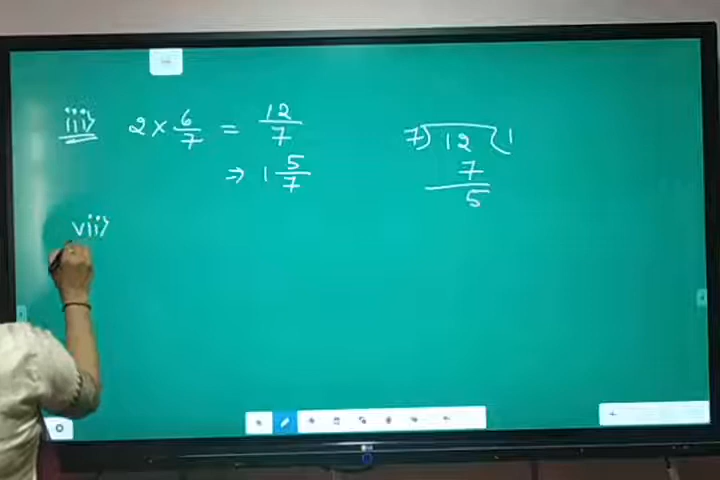 iii) 2 × 6/7 = 12/7
⇒ 1 5/7
7) 12 ( 1
7
5
vii)